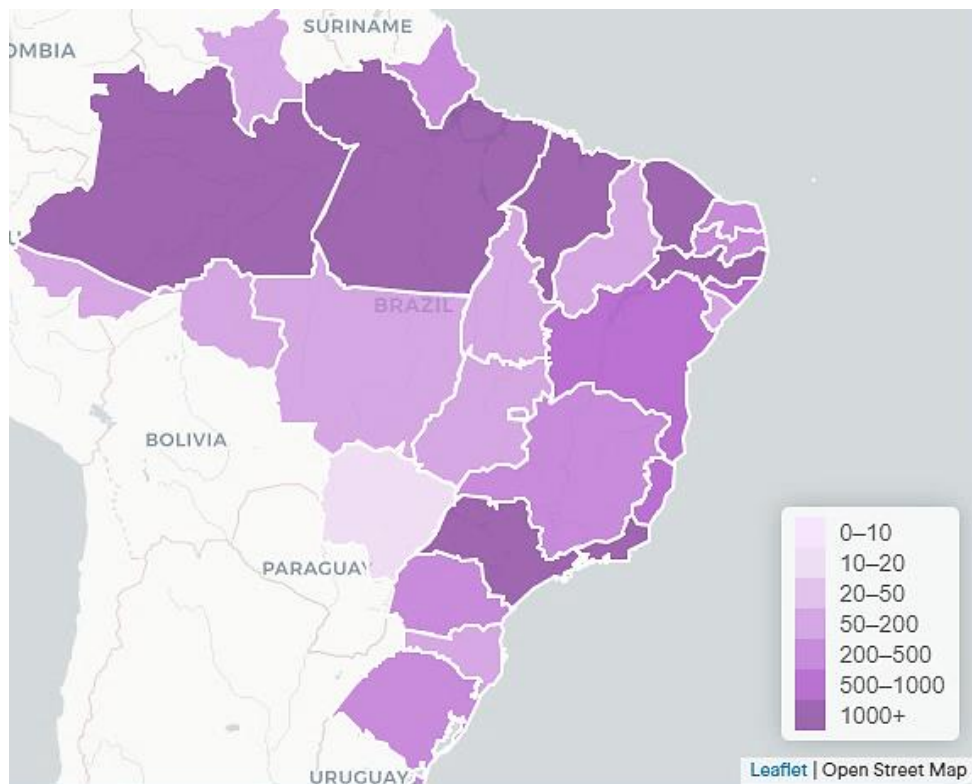 SURINAME
OMBIA
BRAZIL
BOLIVIA
PARAGUAY
URUGUAY
0–10
10–20
20–50
50–200
200–500
500–1000
1000+
Leaflet | Open Street Map